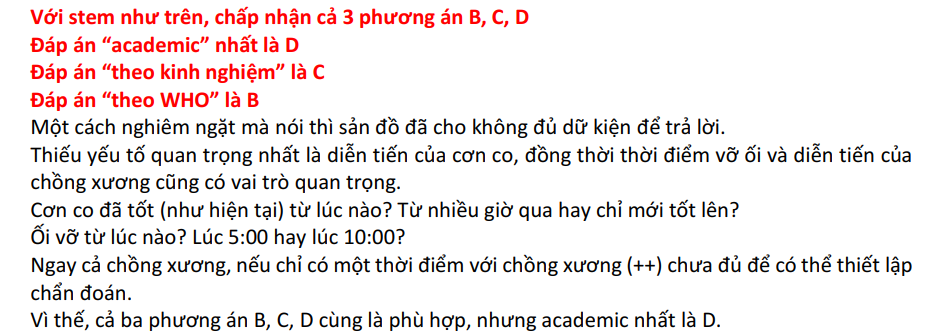 Với stem như trên, chấp nhận cả 3 phương án B, C, D
Đáp án “academic” nhất là D
Đáp án “theo kinh nghiệm” là C
Đáp án “theo WHO” là B
Một cách nghiêm ngặt mà nói thì sản đồ đã cho không đủ dữ kiện để trả lời.
Thiếu yếu tố quan trọng nhất là diễn tiến của cơn co, đồng thời thời điểm vỡ ối và diễn tiến của
chồng xương cũng có vai trò quan trọng.
Cơn co đã tốt (như hiện tại) từ lúc nào? Từ nhiều giờ qua hay chỉ mới tốt lên?
Ối vỡ từ lúc nào? Lúc 5:00 hay lúc 10:00?
Ngay cả chồng xương, nếu chỉ có một thời điểm với chồng xương (++) chưa đủ để có thể thiết lập
chẩn đoán.
Vì thế, cả ba phương án B, C, D cùng là phù hợp, nhưng academic nhất là D.